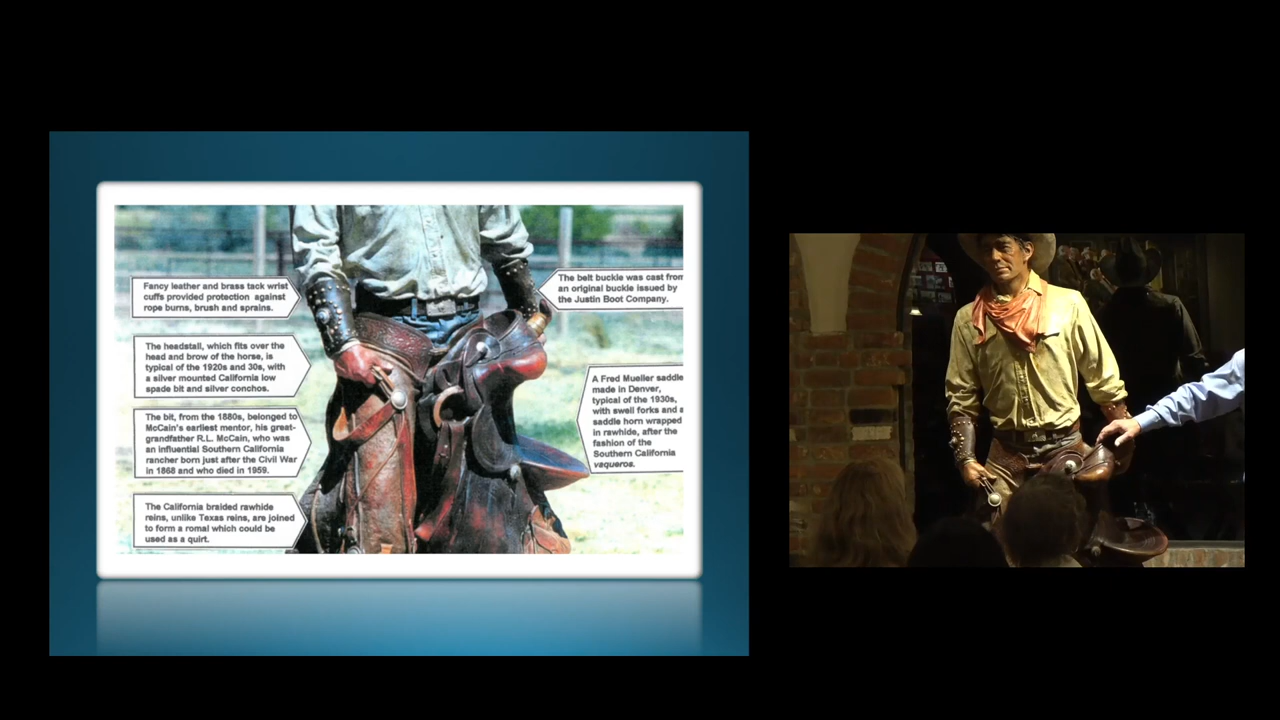 Fancy leather and brass tack wrist
cuffs provided protection against
rope burns, brush and sprains.
The headstall, which fits over the
head and brow of the horse, is
typical of the 1920s and 30s, with
a silver mounted California low
spade bit and silver conchos.
The bit, from the 1880s, belonged to
McCain's earliest mentor, his great-
grandfather R.L. McCain, who was
an influential Southern California
rancher born just after the Civil War
in 1868 and who died in 1959.
The California braided rawhide
reins, unlike Texas reins, are joined
to form a romal which could be
used as a quirt.
The belt buckle was cast from
an original buckle issued by
the Justin Boot Company.
A Fred Mueller saddle
made in Denver,
typical of the 1930s,
with swell forks and a
saddle horn wrapped
in rawhide, after the
fashion of the
Southern California
vaqueros.